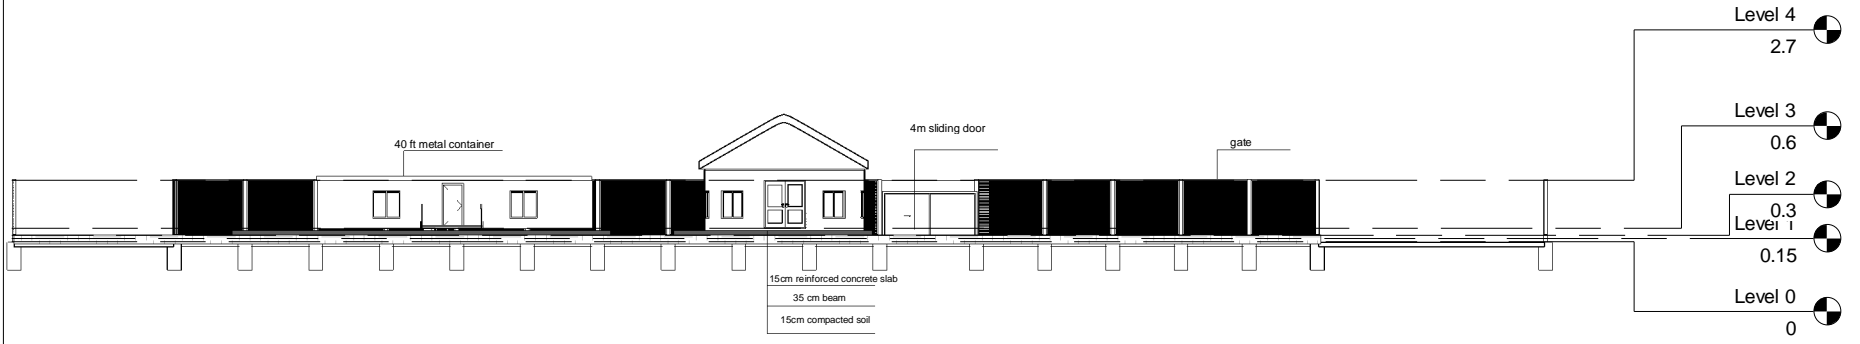 Level 4
2.7
Level 3
0.6
4m sliding door
40 ft metal container
gate
Level 2
0.3
Level 1
0.15
15cm reinforced concrete slab
35 cm beam
15cm compacted soil
Level 0
0